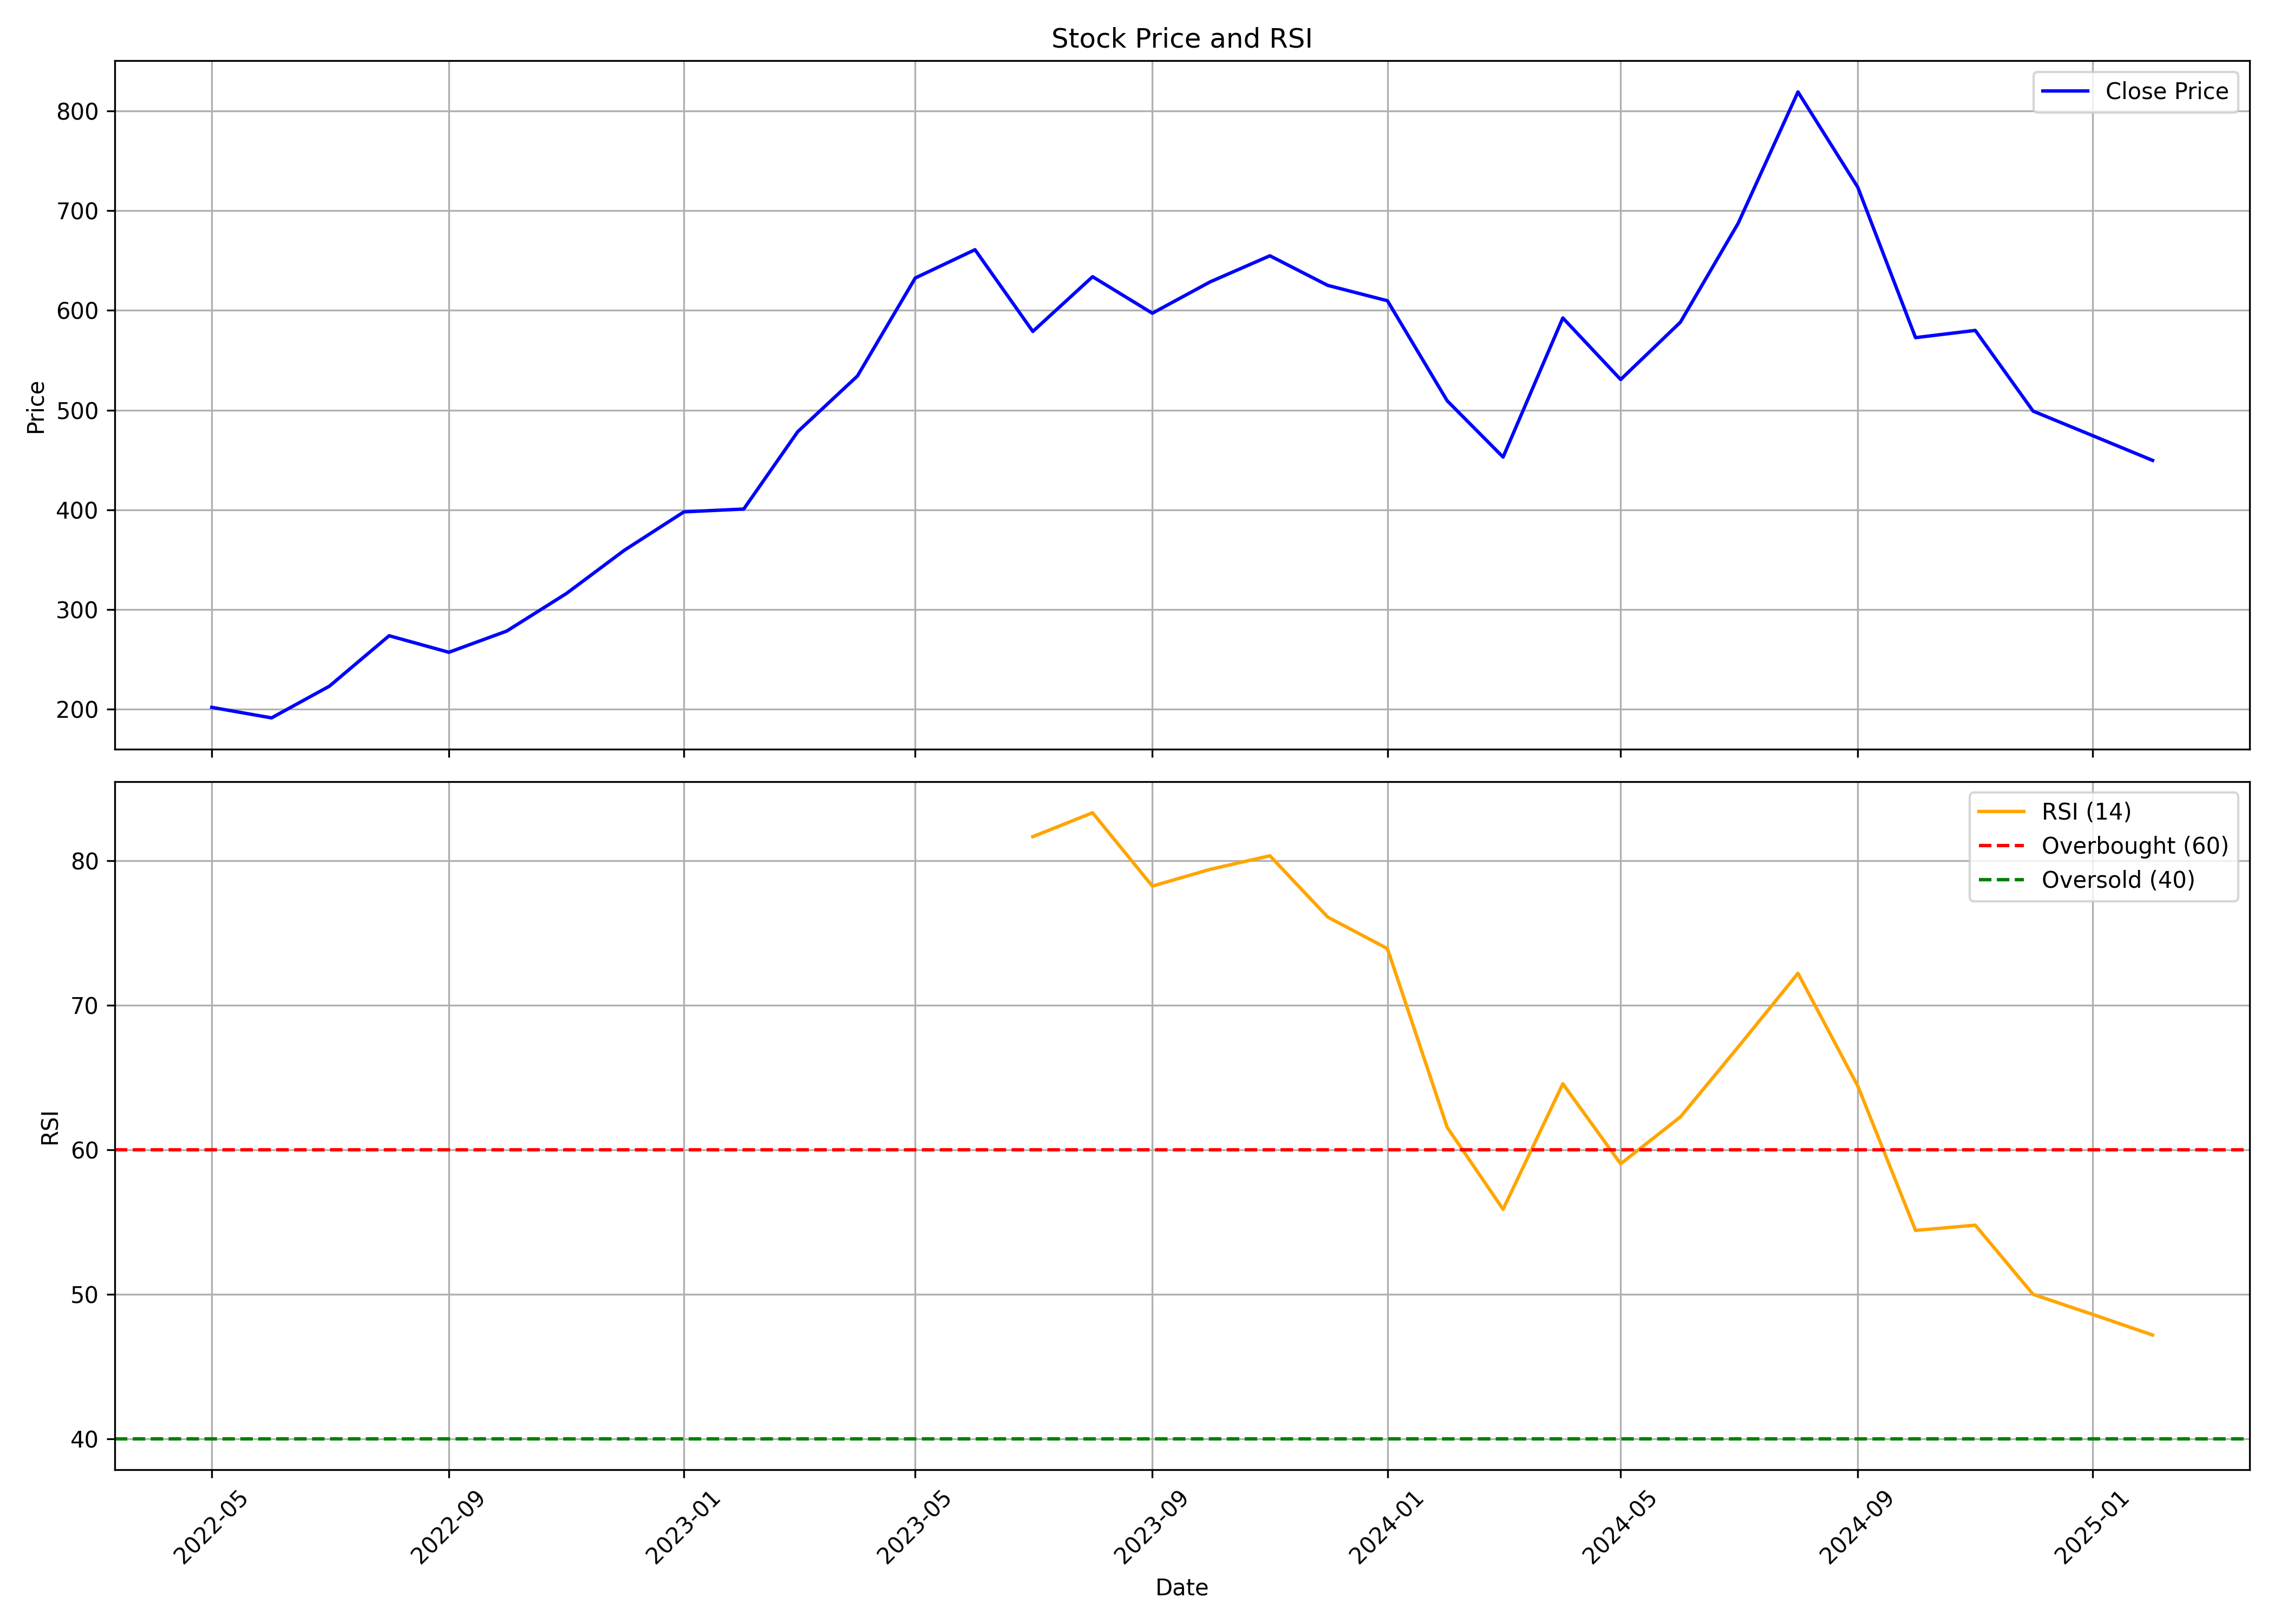 Stock Price and RSI
Close Price
800
700
600
500
400
300
200
Price
RSI (14)
Overbought (60)
Oversold (40)
80
70
60
50
40
RSI
2022-05
2022-09
2023-01
2023-05
2023-09
2024-01
2024-05
2024-09
2025-01
Date